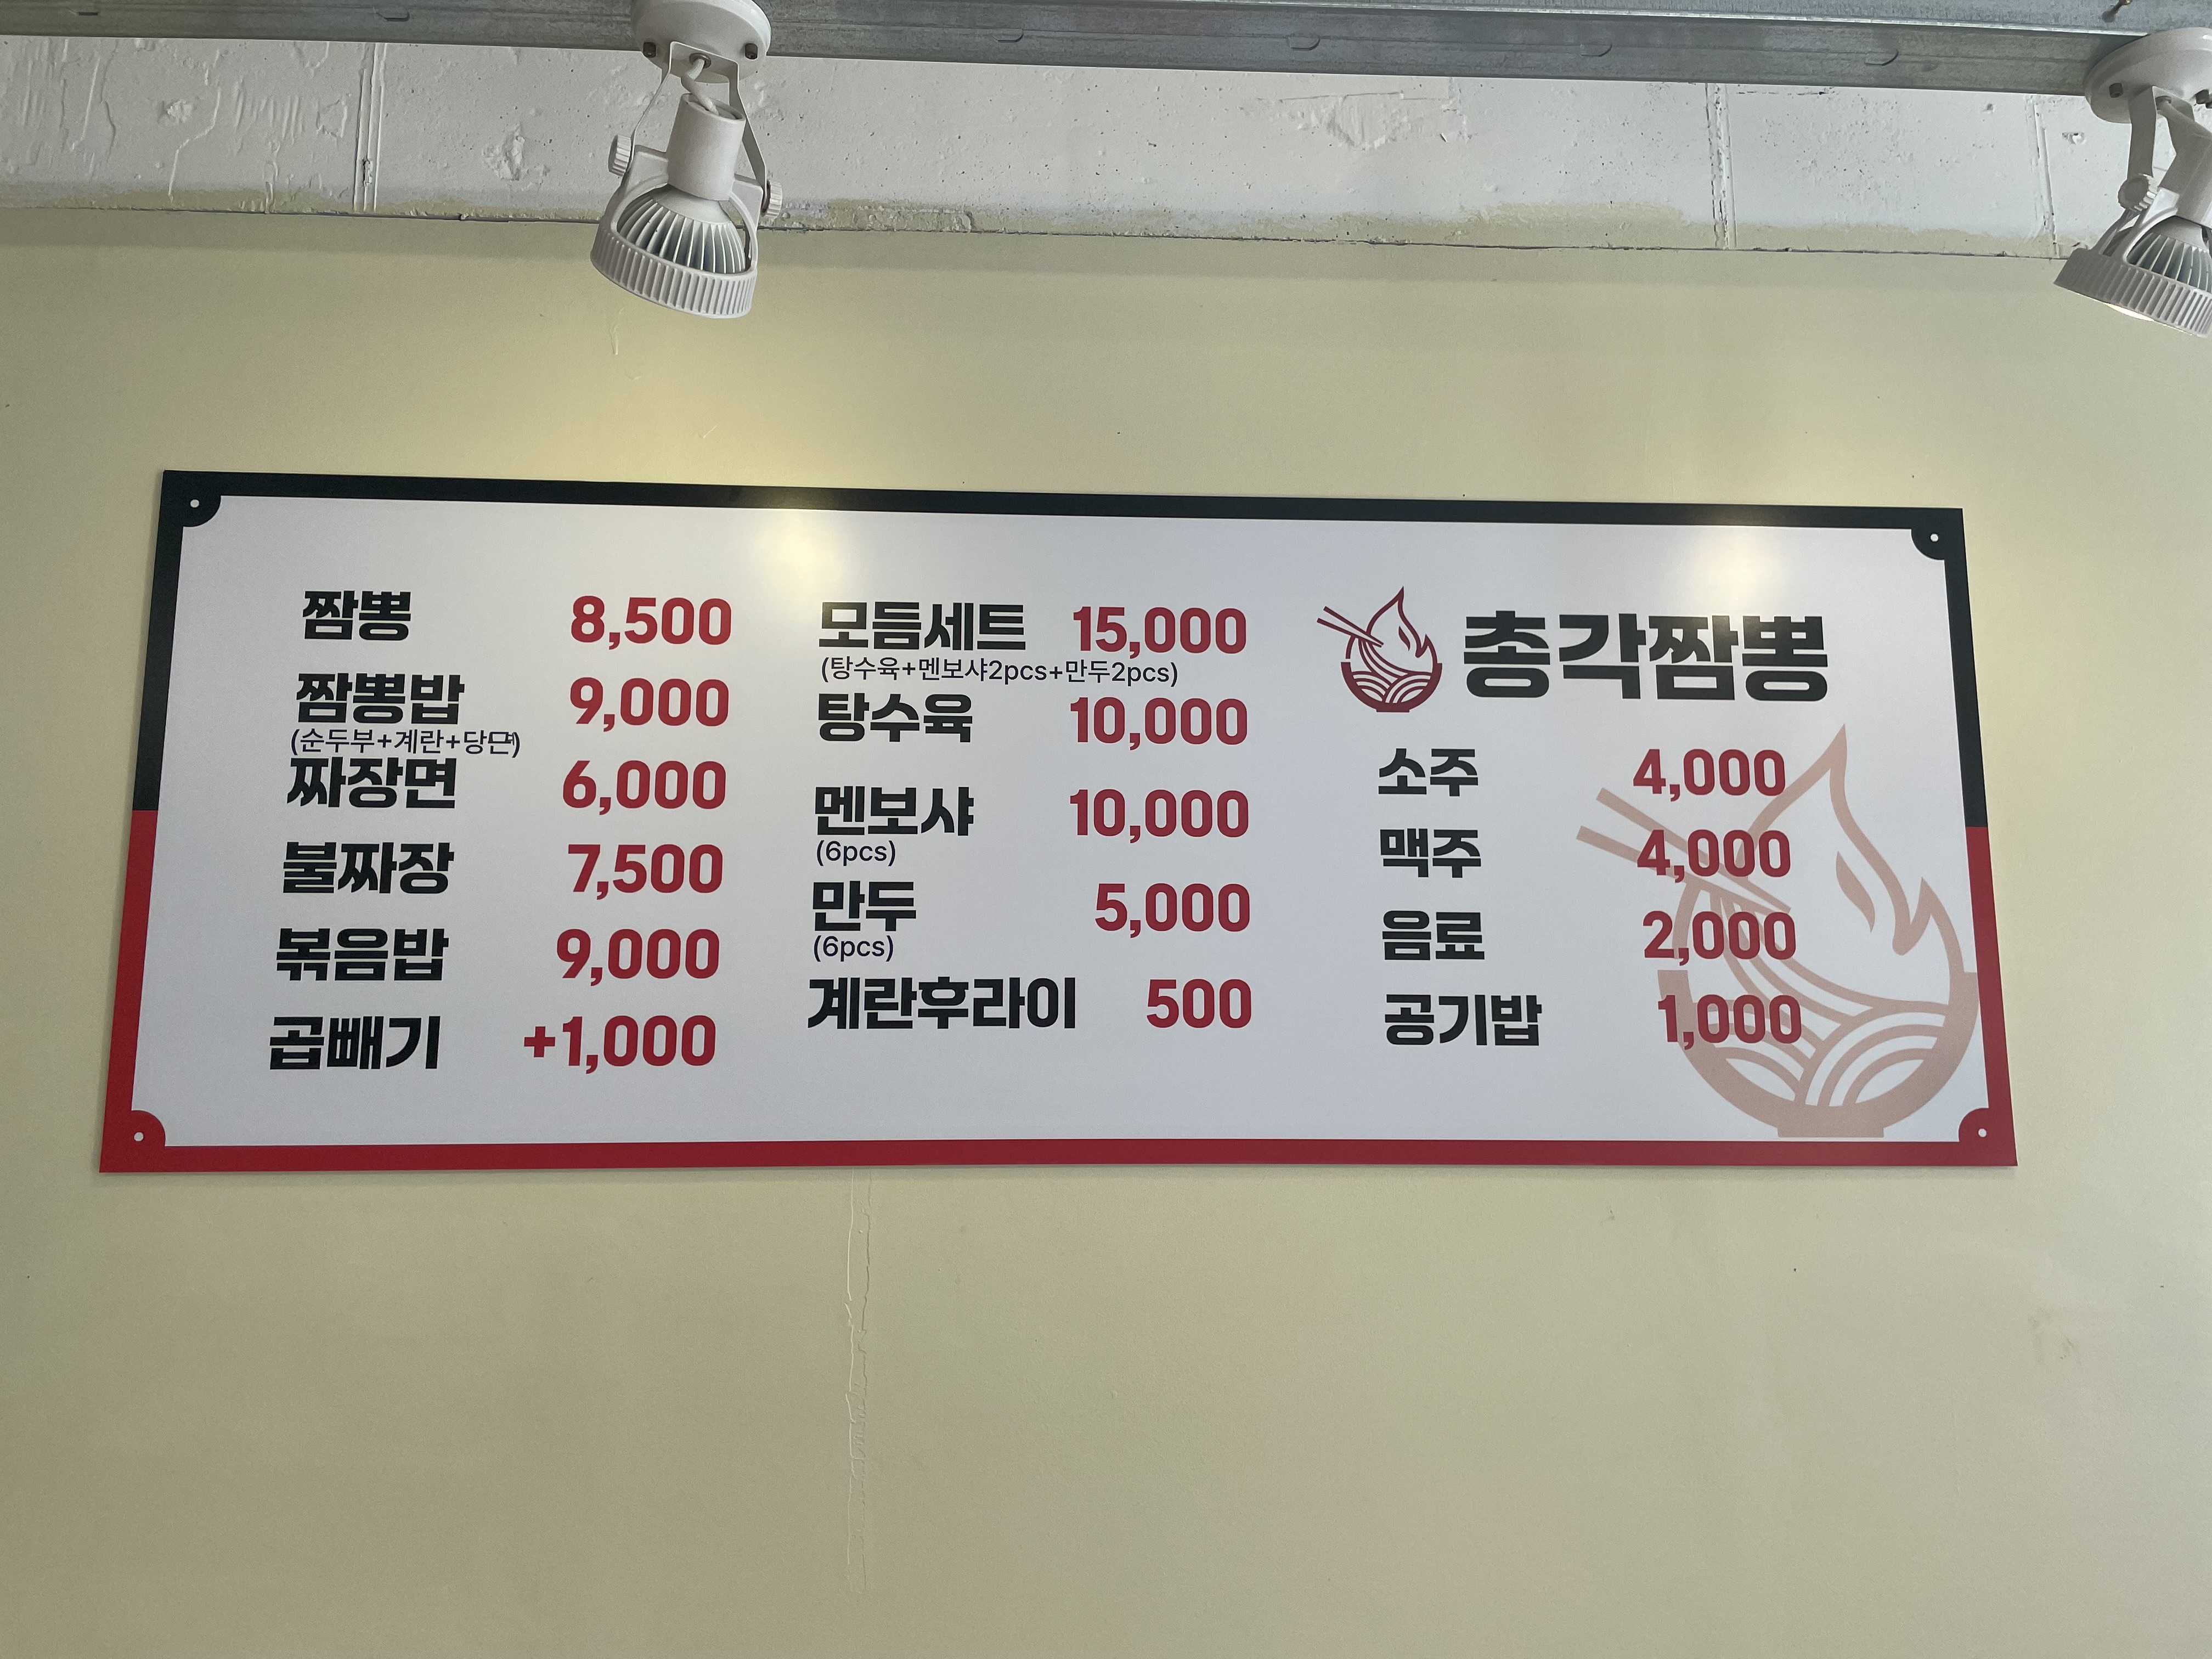 짬뽕 8,500
짬뽕밥 9,000
(순두부+계란+당면)
짜장면 6,000
불짜장 7,500
볶음밥 9,000
곱빼기 +1,000
모듬세트 15,000
(탕수육+멘보샤2pcs+만두2pcs)
탕수육 10,000
멘보샤 10,000
(6pcs)
만두 5,000
(6pcs)
계란후라이 500
총각짬뽕
소주 4,000
맥주 4,000
음료 2,000
공기밥 1,000